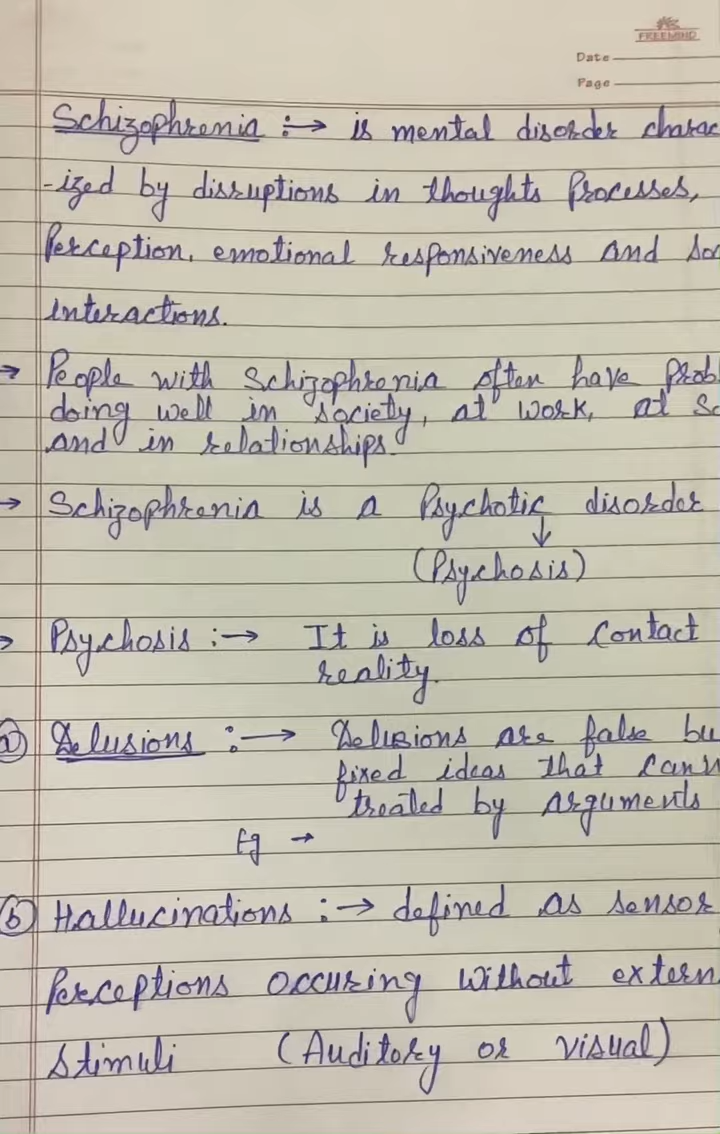 FREEMIND
Date
Page
Schizophrenia :→ is mental disorder charac
-ized by disruptions in thoughts Processes,
Perception, emotional responsiveness and so
interactions.
→ People with Schizophrenia often have Prob
doing well in society, at work, at Sc
and in relationships.
→ Schizophrenia is a Psychotic disorder
↓
(Psychosis)
→ Psychosis :→ It is loss of contact
reality.
a) Delusions :→ Delusions are false bu
fixed ideas that cann
treated by arguments
Eg →
b) Hallucinations :→ defined as sensor
Perceptions occuring without extern
stimuli (Auditory or visual)